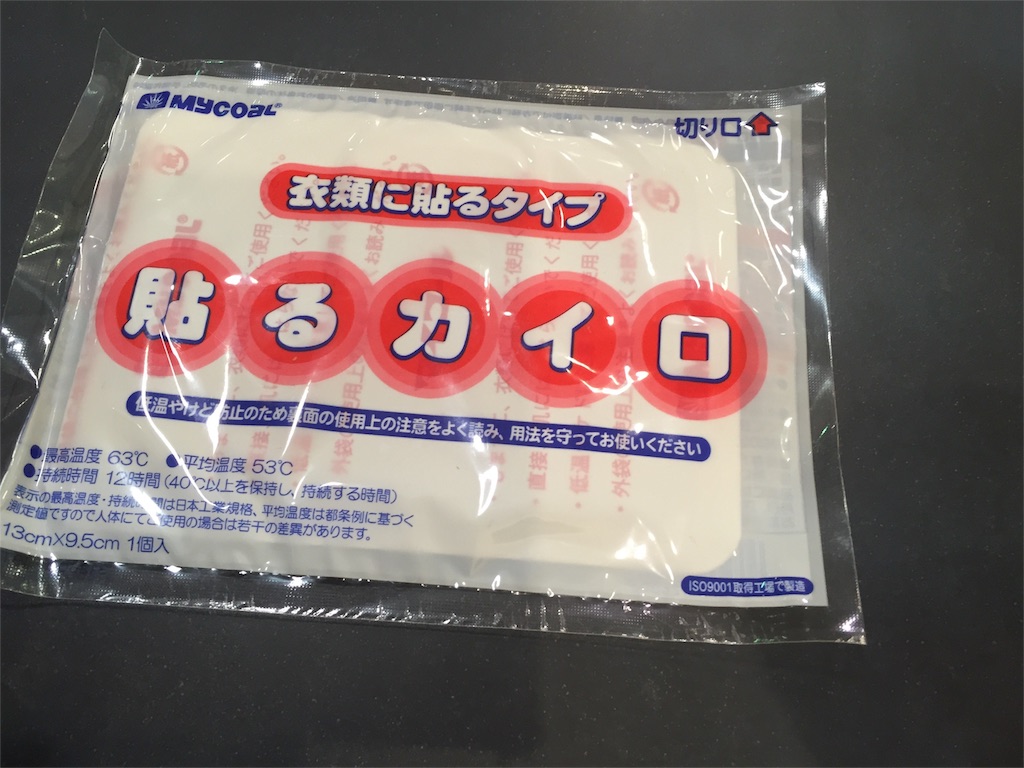 MYCOAL
切り口
衣類に貼るタイプ
貼るカイロ
低温やけど防止のため裏面の使用上の注意をよく読み、用法を守ってお使いください
●最高温度 63℃ ●平均温度 53℃
●持続時間 12時間(40℃以上を保持し、持続する時間)
表示の最高温度・持続時間は日本工業規格、平均温度は都条例に基づく
測定値ですので人体にてご使用の場合は若干の差異があります。
13cm×9.5cm 1個入
ISO9001取得工場で製造